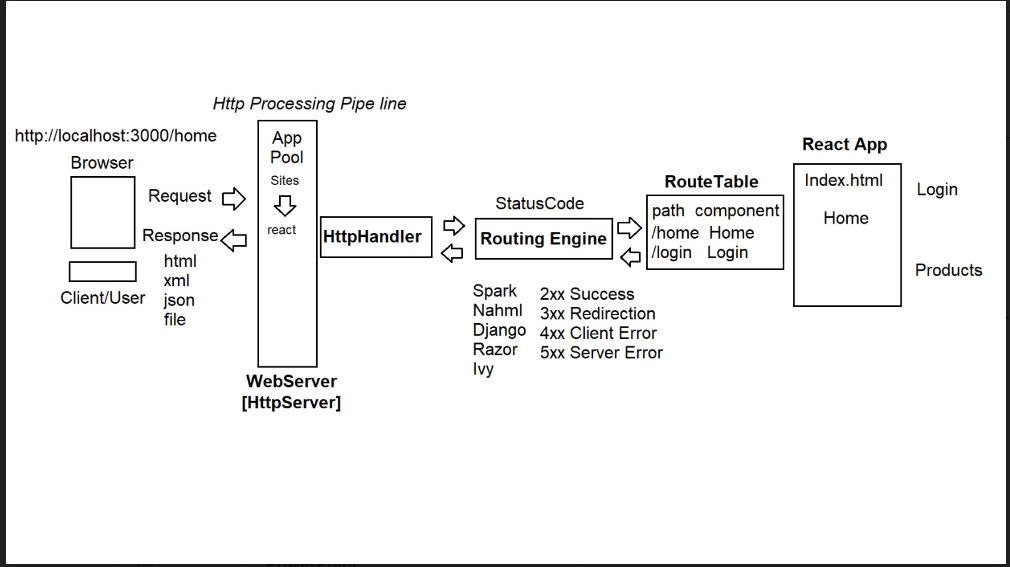 Http Processing Pipe line
http://localhost:3000/home
Browser
Request
Response
html
xml
json
file
Client/User
App
Pool
Sites
react
WebServer
[HttpServer]
HttpHandler
StatusCode
Routing Engine
Spark
Nahml
Django
Razor
Ivy
2xx Success
3xx Redirection
4xx Client Error
5xx Server Error
RouteTable
path component
/home Home
/login Login
React App
Index.html
Home
Login
Products